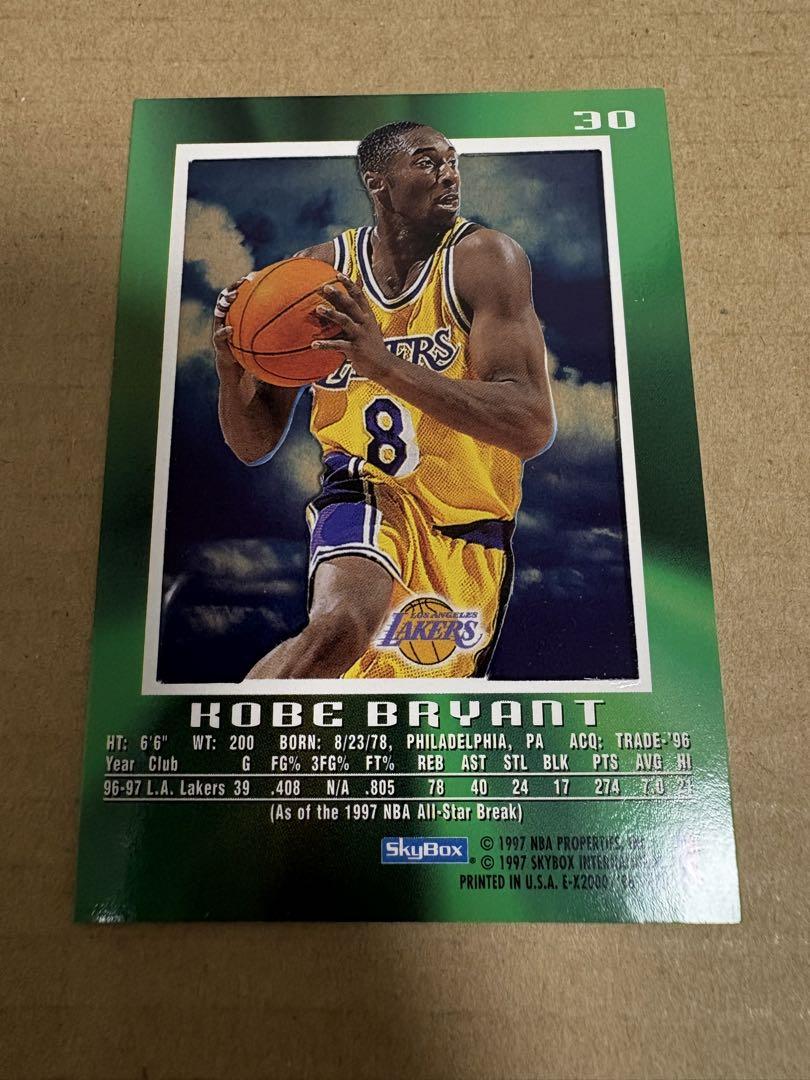 30
LAKERS
8
LOS ANGELES
LAKERS
KOBE BRYANT
HT: 6'6" WT: 200 BORN: 8/23/78, PHILADELPHIA, PA ACQ: TRADE-'96
Year Club G FG% 3FG% FT% REB AST STL BLK PTS AVG HI
96-97 L.A. Lakers 39 .408 N/A .805 78 40 24 17 274 7.0 21
(As of the 1997 NBA All-Star Break)
SkyBox
© 1997 NBA PROPERTIES, INC.
© 1997 SKYBOX
PRINTED IN U.S.A. E-X2000